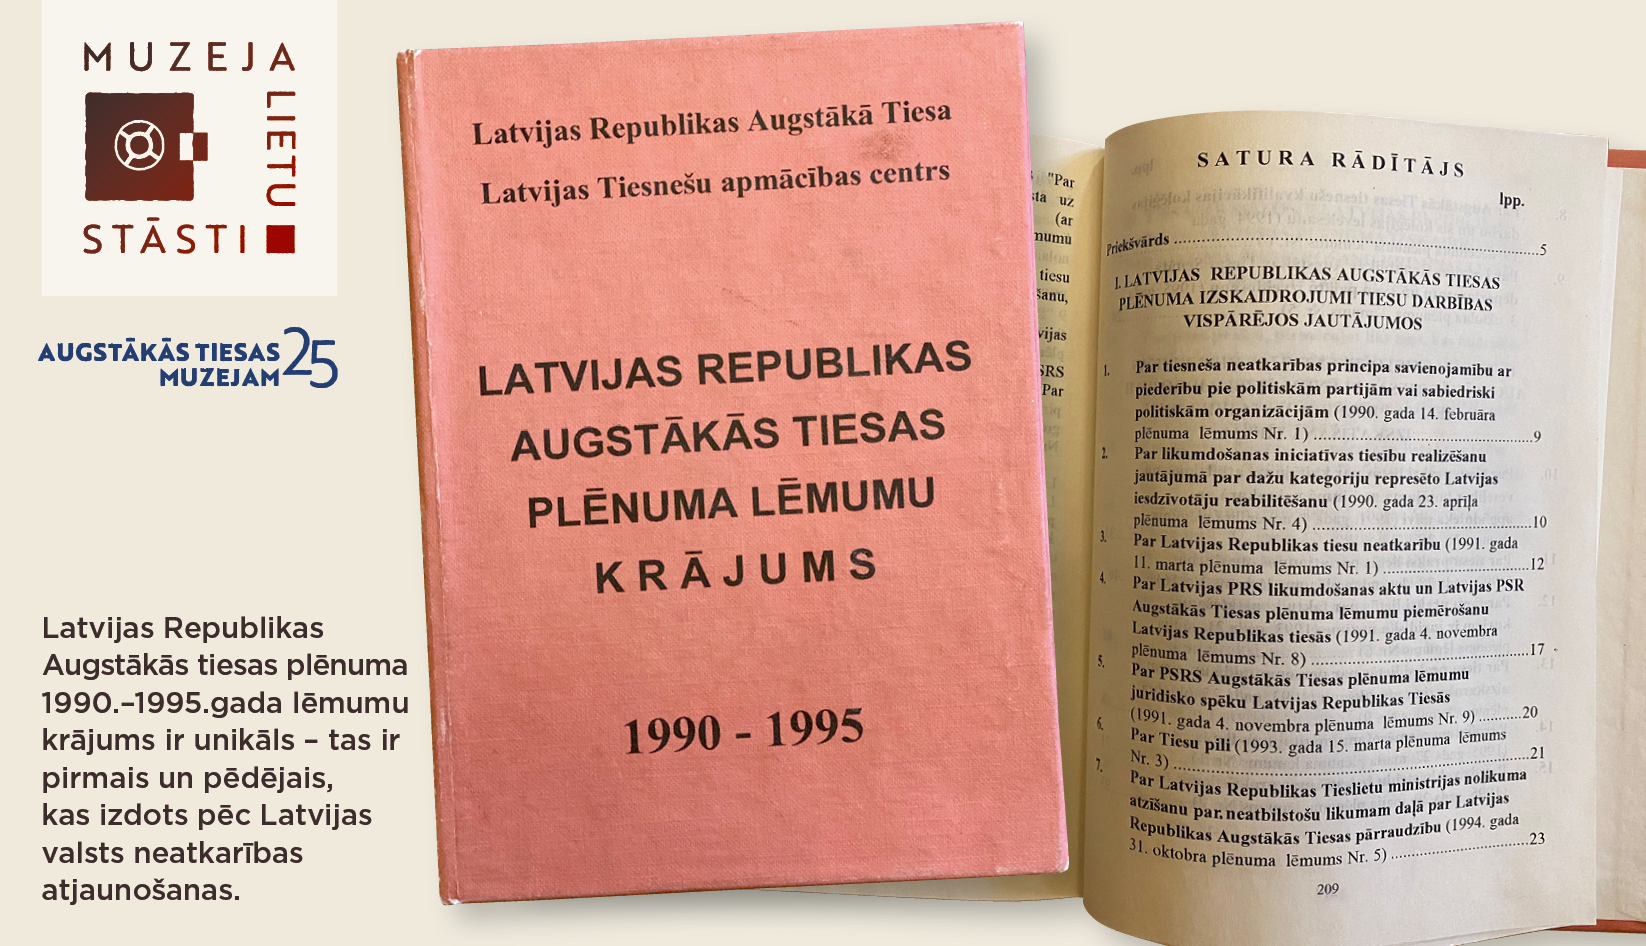 MUZEJA
LIETU
STĀSTI
AUGSTĀKĀS TIESAS
MUZEJAM 25
Latvijas Republikas
Augstākās tiesas plēnuma
1990.–1995.gada lēmumu
krājums ir unikāls – tas ir
pirmais un pēdējais,
kas izdots pēc Latvijas
valsts neatkarības
atjaunošanas.
Latvijas Republikas Augstākā Tiesa
Latvijas Tiesnešu apmācības centrs
LATVIJAS REPUBLIKAS
AUGSTĀKĀS TIESAS
PLĒNUMA LĒMUMU
KRĀJUMS
1990 - 1995
"Par
uz
(ar
tiesu
SATURA RĀDĪTĀJS
lpp.
Priekšvārds ........................................................................5
I. LATVIJAS REPUBLIKAS AUGSTĀKĀS TIESAS
PLĒNUMA IZSKAIDROJUMI TIESU DARBĪBAS
VISPĀRĒJOS JAUTĀJUMOS
1. Par tiesneša neatkarības principa savienojamību ar
piederību pie politiskām partijām vai sabiedriski
politiskām organizācijām (1990. gada 14. februāra
plēnuma lēmums Nr. 1) ..............................................9
2. Par likumdošanas iniciatīvas tiesību realizēšanu
jautājumā par dažu kategoriju represēto Latvijas
iesdzīvotāju reabilitēšanu (1990. gada 23. aprīļa
plēnuma lēmums Nr. 4) .............................................10
3. Par Latvijas Republikas tiesu neatkarību (1991. gada
11. marta plēnuma lēmums Nr. 1) ..............................12
4. Par Latvijas PRS likumdošanas aktu un Latvijas PSR
Augstākās Tiesas plēnuma lēmumu piemērošanu
Latvijas Republikas tiesās (1991. gada 4. novembra
plēnuma lēmums Nr. 8) .............................................17
5. Par PSRS Augstākās Tiesas plēnuma lēmumu
juridisko spēku Latvijas Republikas Tiesās
(1991. gada 4. novembra plēnuma lēmums Nr. 9) ..........20
6. Par Tiesu pili (1993. gada 15. marta plēnuma lēmums
Nr. 3) ........................................................................21
7. Par Latvijas Republikas Tieslietu ministrijas nolikuma
atzīšanu par neatbilstošu likumam daļā par Latvijas
Republikas Augstākās Tiesas pārraudzību (1994. gada
31. oktobra plēnuma lēmums Nr. 5) ............................23
209